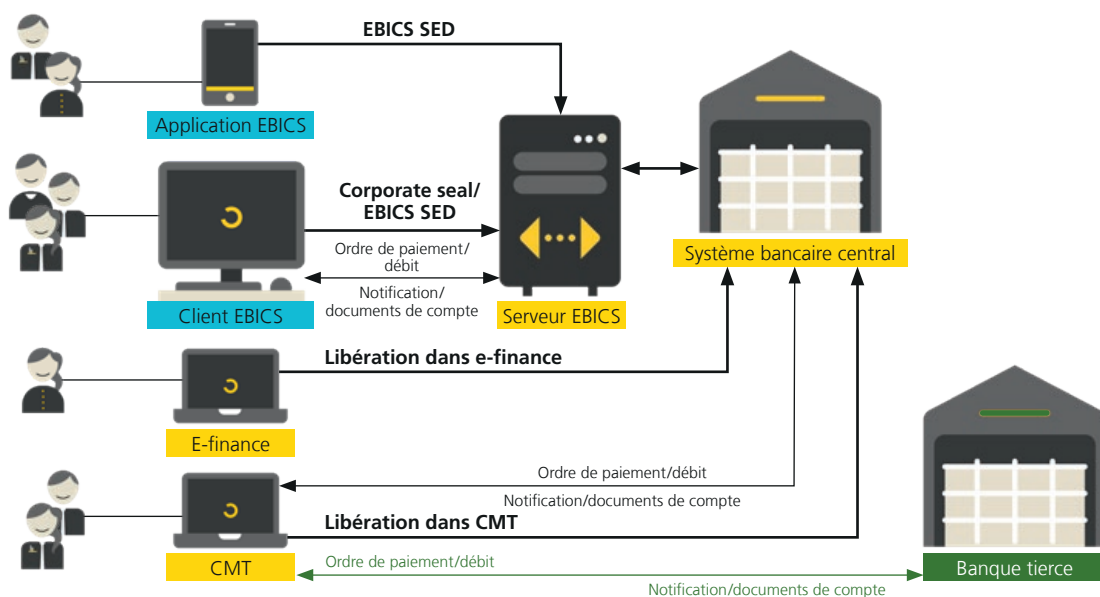 EBICS SED
Application EBICS
Corporate seal/
EBICS SED
Ordre de paiement/
débit
Notification/
documents de compte
Client EBICS
Serveur EBICS
Système bancaire central
Libération dans e-finance
E-finance
Ordre de paiement/débit
Notification/documents de compte
Libération dans CMT
CMT
Ordre de paiement/débit
Notification/documents de compte
Banque tierce